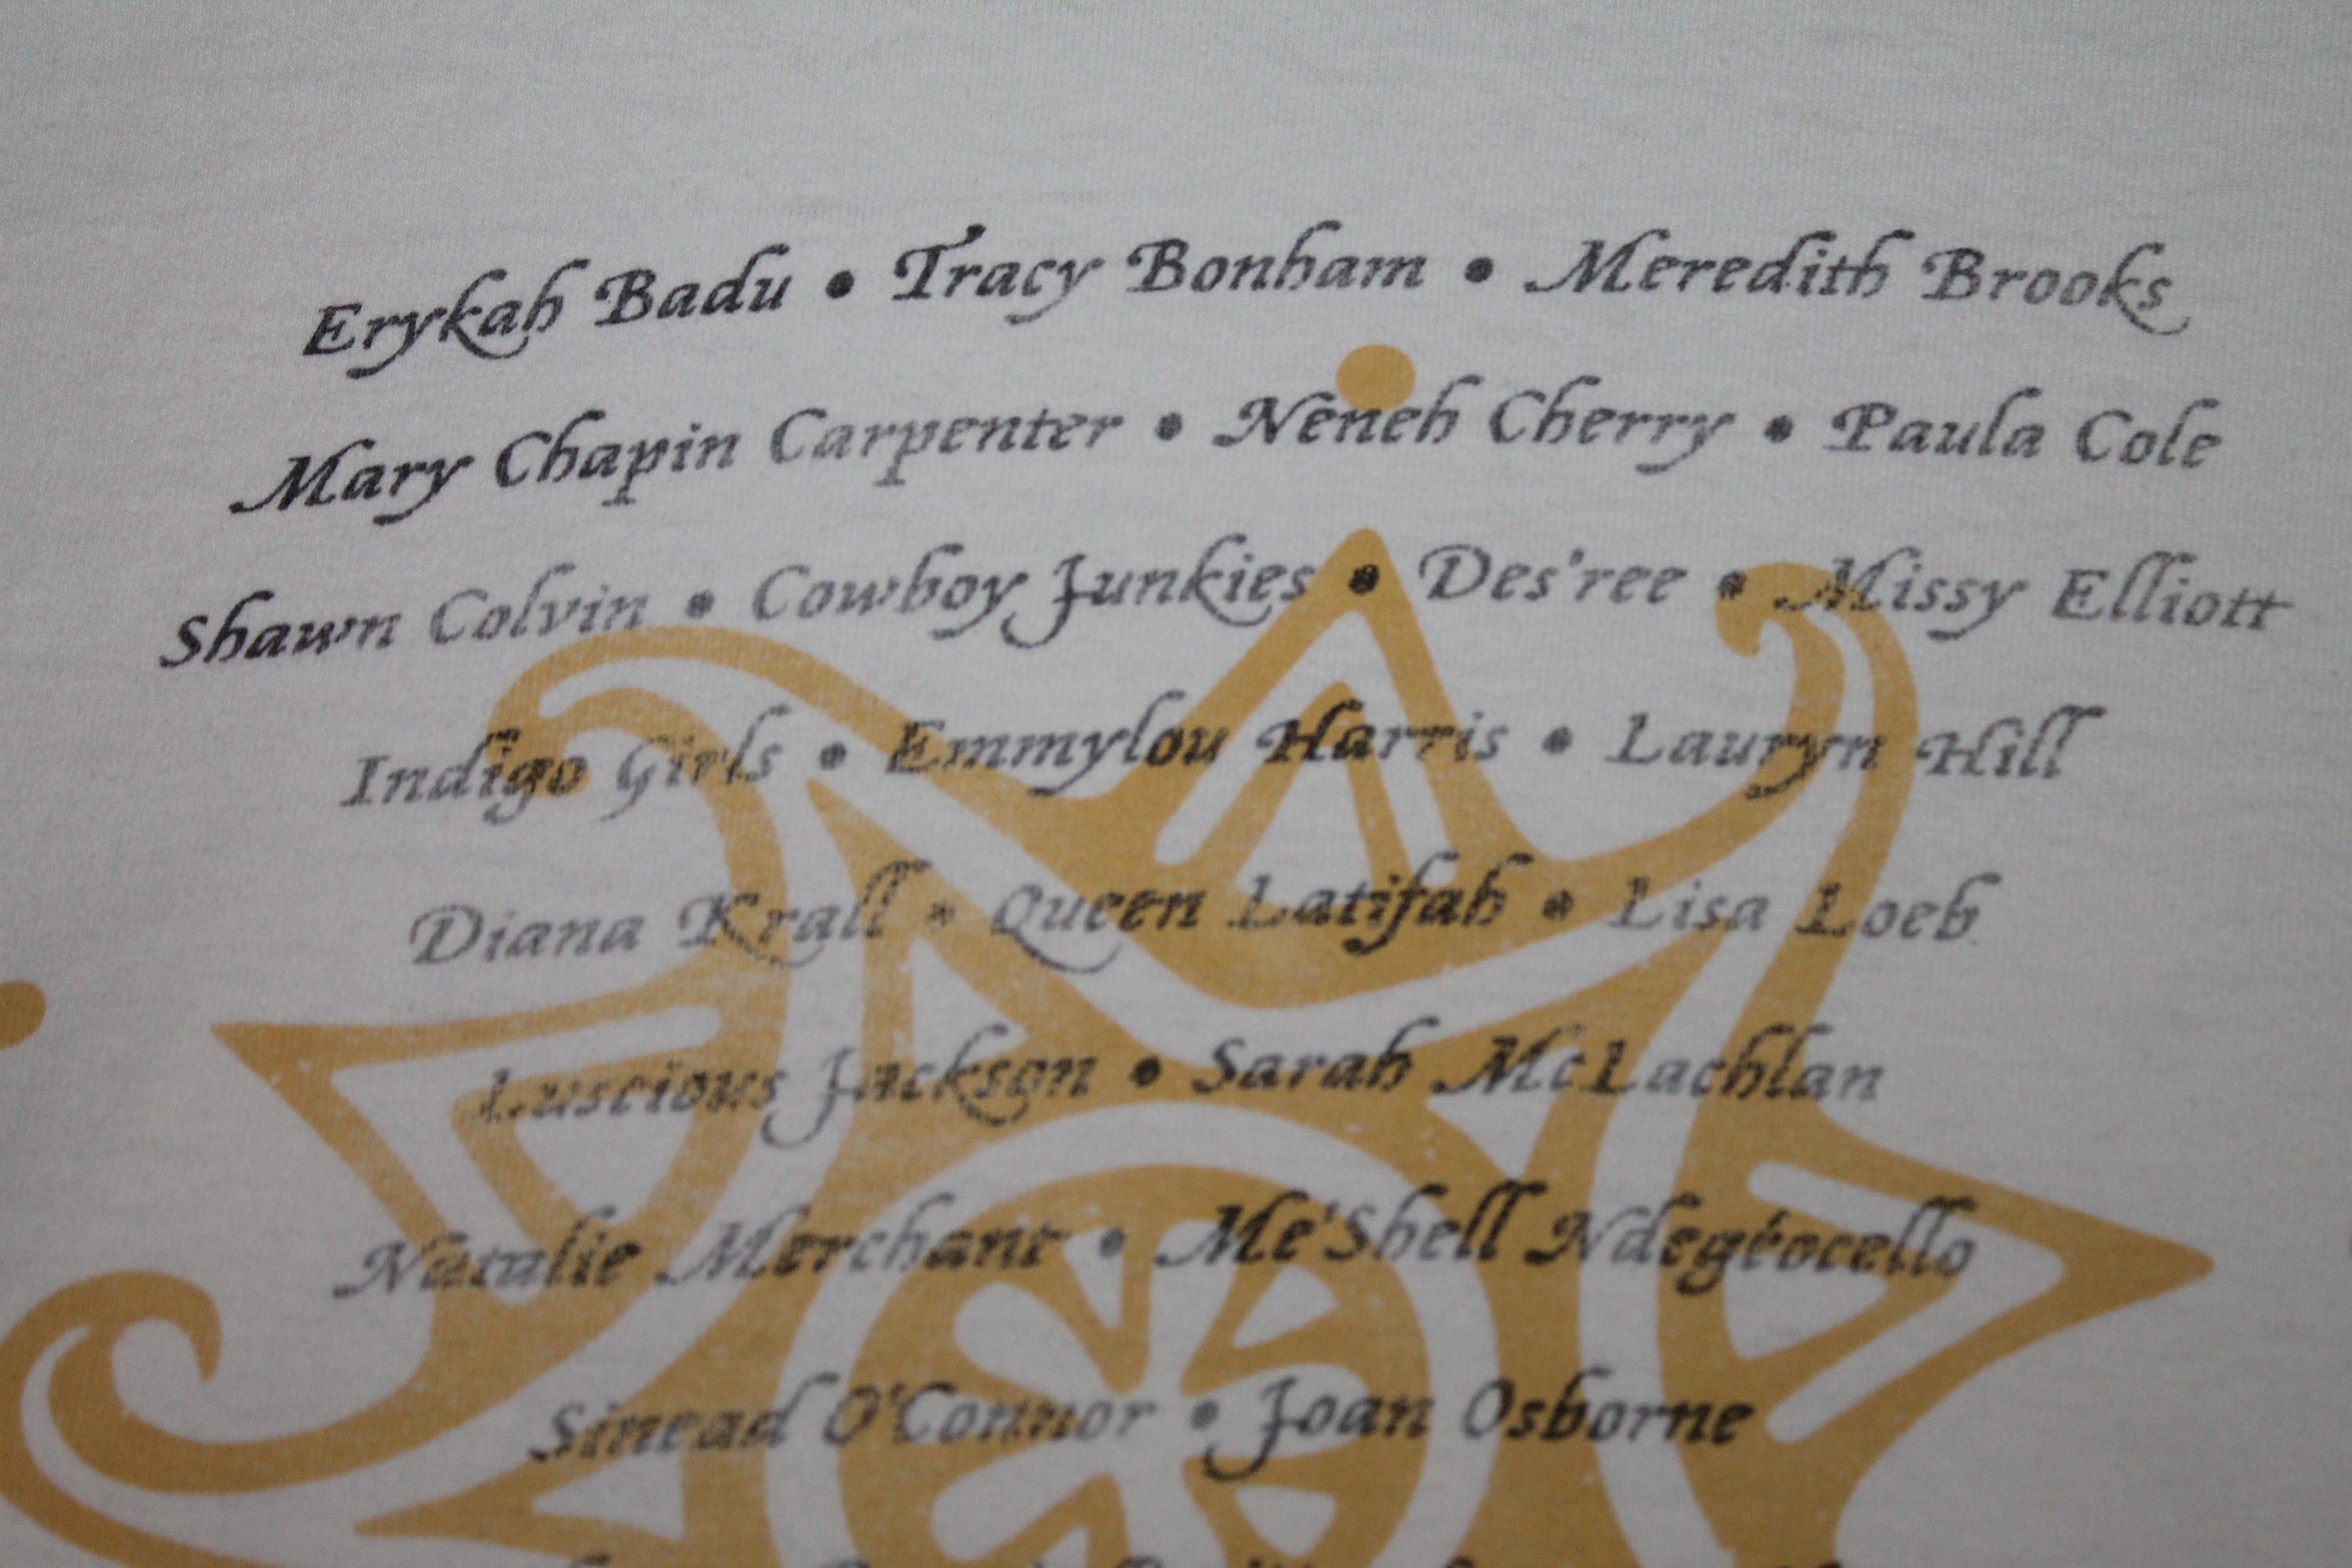 Erykah Badu • Tracy Bonham • Meredith Brooks
Mary Chapin Carpenter • Neneh Cherry • Paula Cole
Shawn Colvin • Cowboy Junkies • Des'ree • Missy Elliott
Indigo Girls • Emmylou Harris • Lauryn Hill
Diana Krall • Queen Latifah • Lisa Loeb
Luscious Jackson • Sarah McLachlan
Natalie Merchant • Me'Shell Ndegéocello
Sinead O'Connor • Joan Osborne